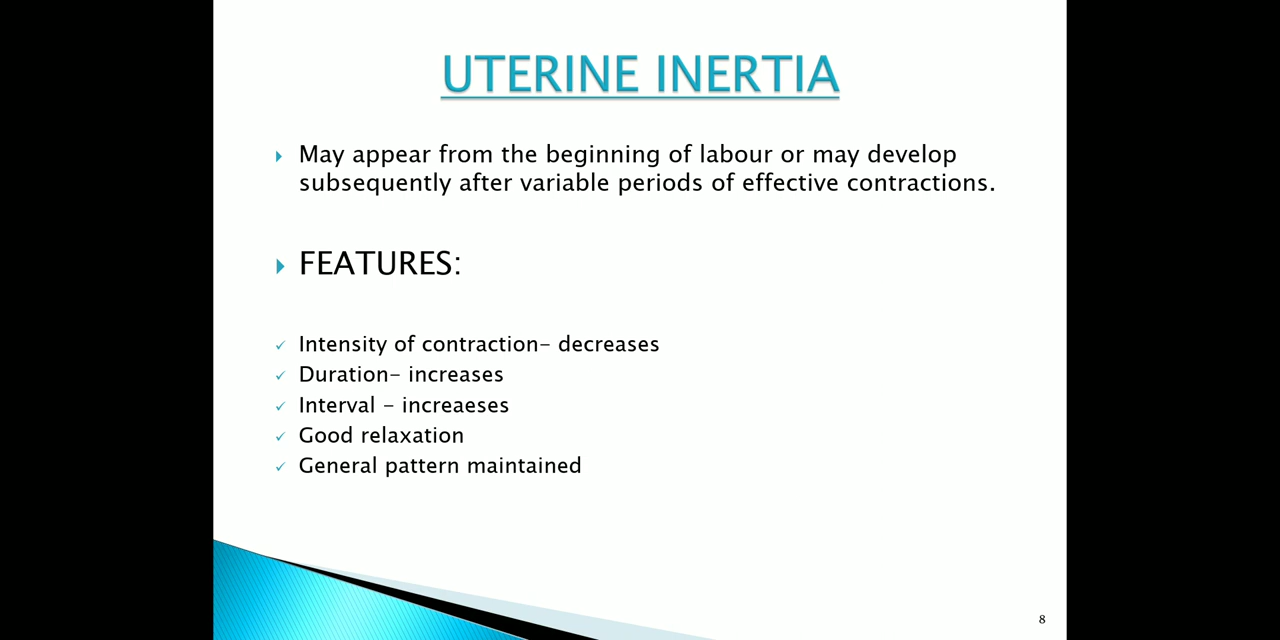 UTERINE INERTIA
May appear from the beginning of labour or may develop
subsequently after variable periods of effective contractions.
FEATURES:
Intensity of contraction- decreases
Duration- increases
Interval - increaeses
Good relaxation
General pattern maintained
8